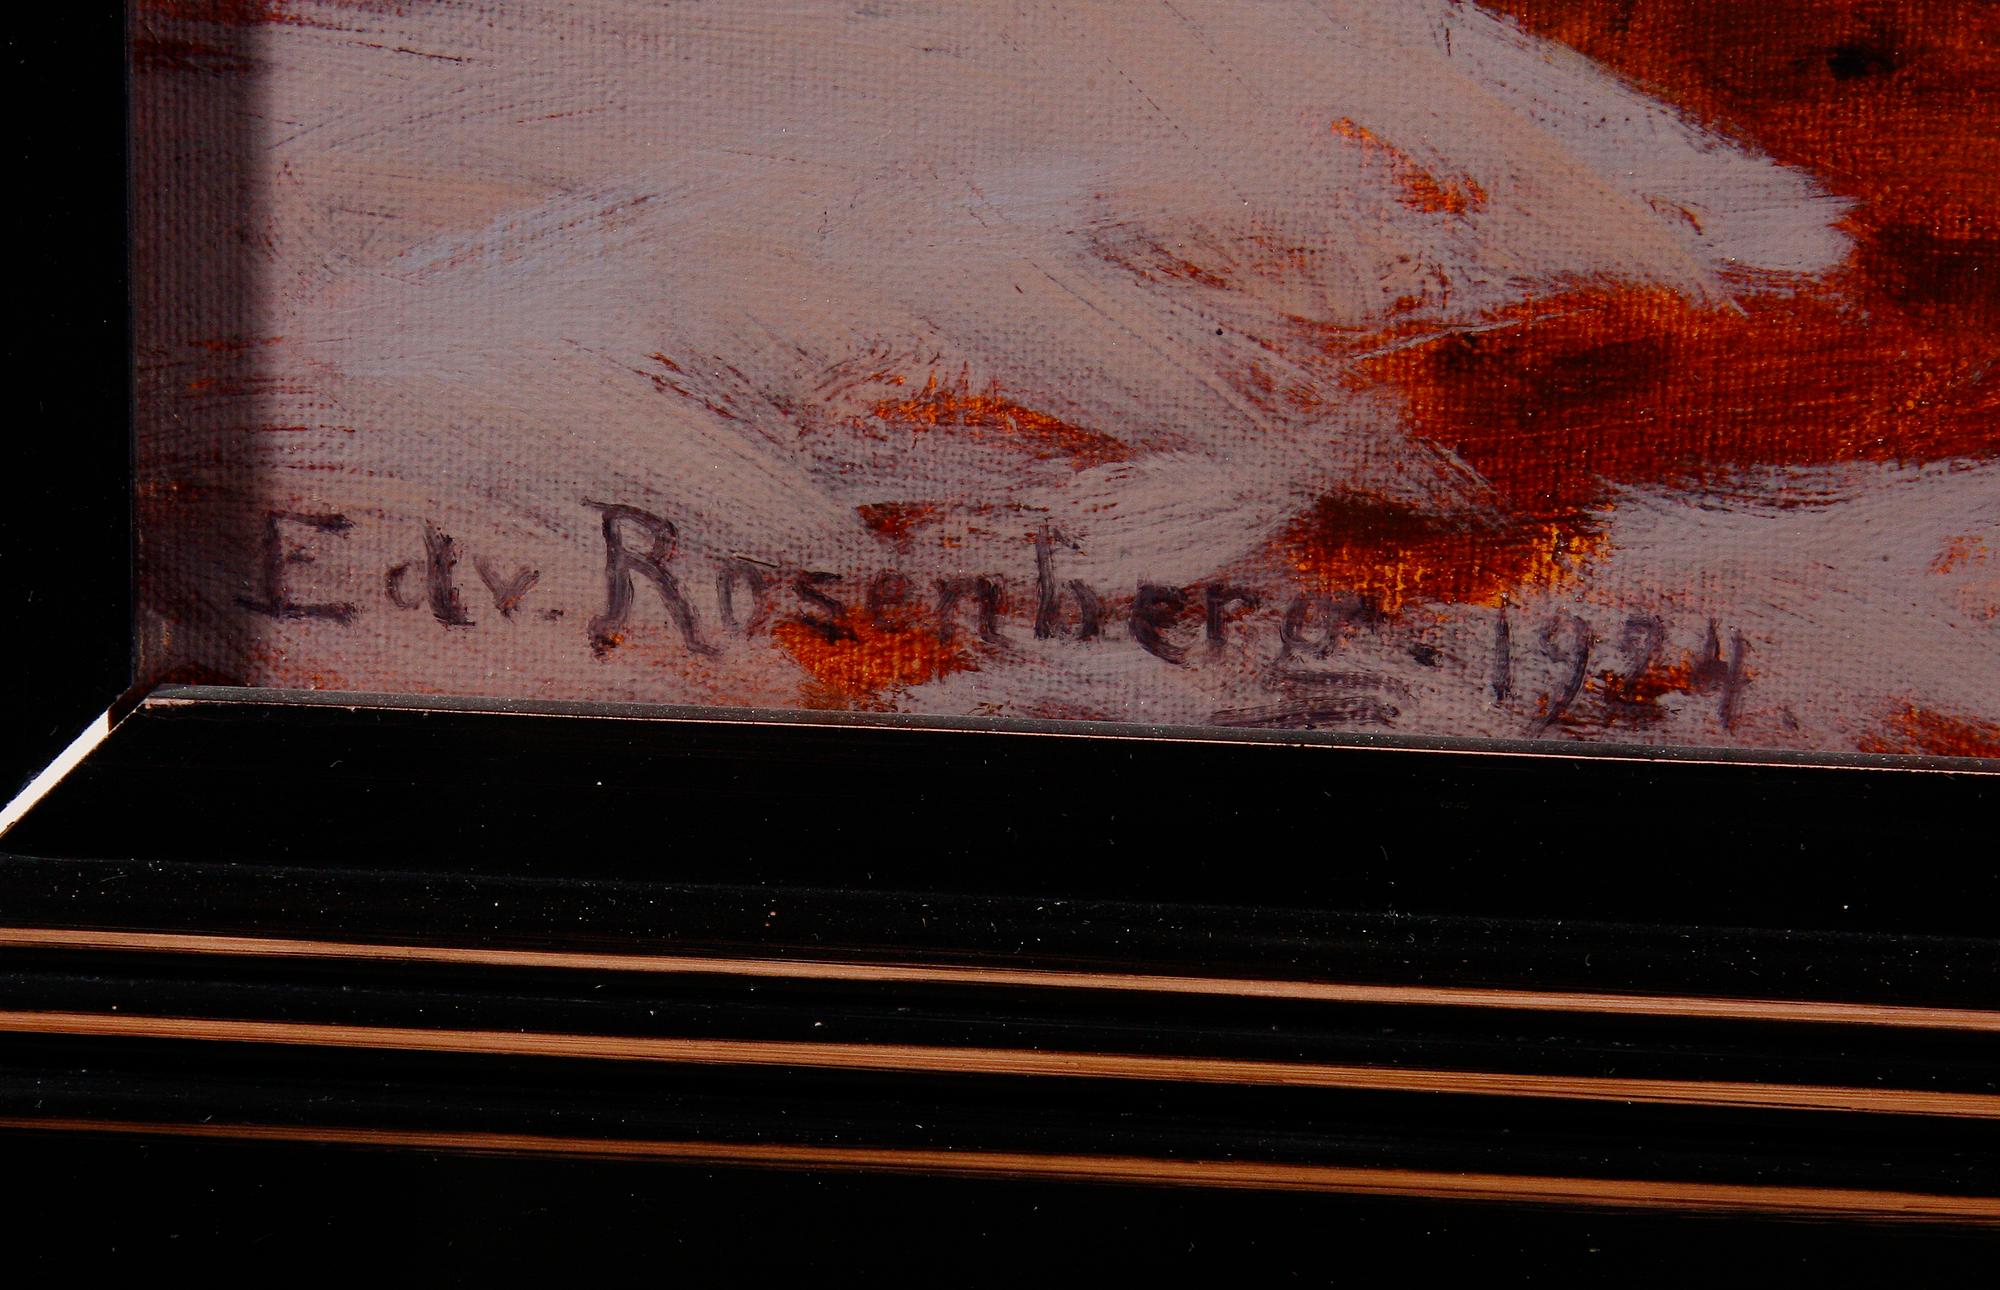 Edv. Rosenberg. 1924.